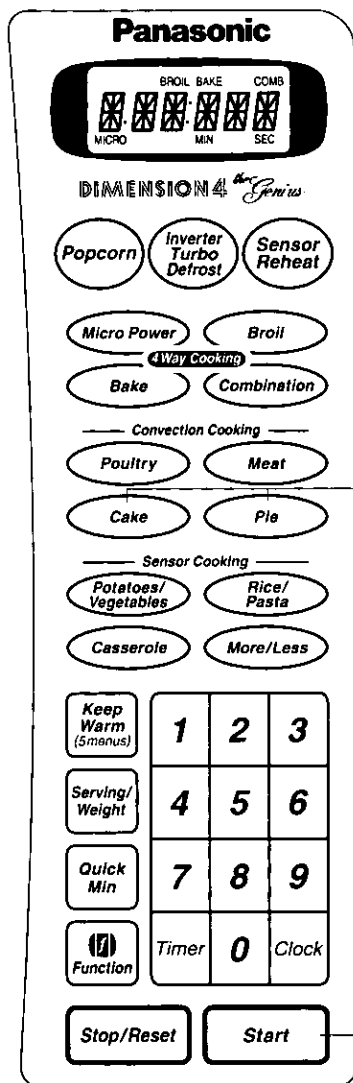 Panasonic
BROIL BAKE COMB
MICRO MIN SEC
DIMENSION 4 the Genius
Popcorn
Inverter
Turbo
Defrost
Sensor
Reheat
Micro Power
Broil
4 Way Cooking
Bake
Combination
Convection Cooking
Poultry
Meat
Cake
Pie
Sensor Cooking
Potatoes/
Vegetables
Rice/
Pasta
Casserole
More/Less
Keep
Warm
(5menus)
1 2 3
Serving/
Weight
4 5 6
Quick
Min
7 8 9
f
Function
Timer 0 Clock
Stop/Reset
Start